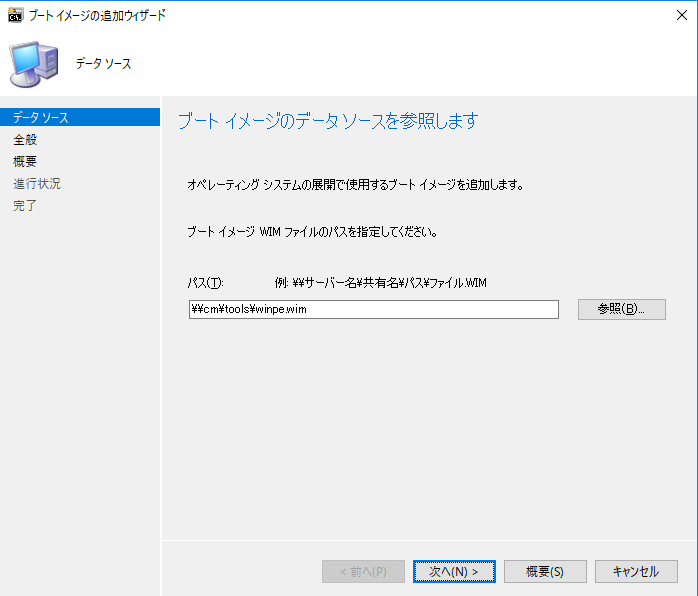 ブート イメージの追加ウィザード
データ ソース
データ ソース
全般
概要
進行状況
完了
ブート イメージのデータ ソースを参照します
オペレーティング システムの展開で使用するブート イメージを追加します。
ブート イメージ WIM ファイルのパスを指定してください。
パス(T): 例: ¥¥サーバー名¥共有名¥パス¥ファイル.WIM
¥¥cm¥tools¥winpe.wim 参照(B)...
< 前へ(P) 次へ(N) > 概要(S) キャンセル